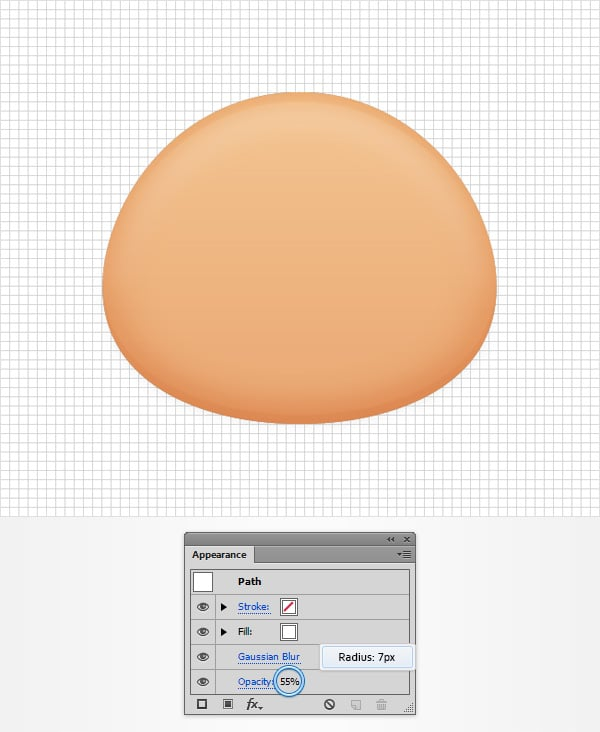 Appearance
Path
Stroke:
Fill:
Gaussian Blur
Radius: 7px
Opacity: 55%
fx